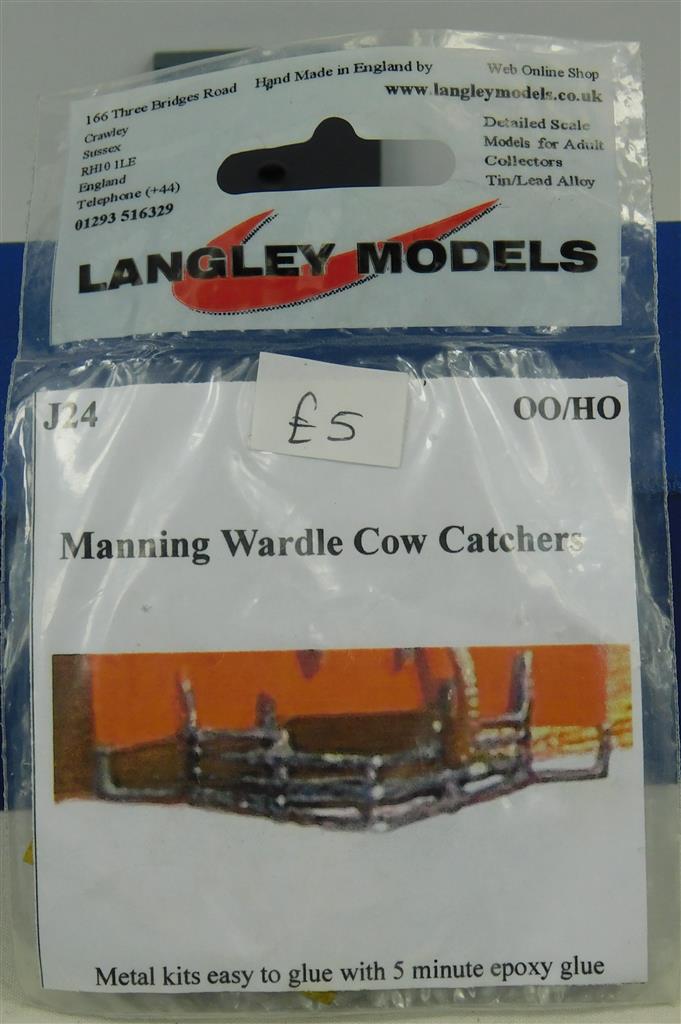 166 Three Bridges Road
Crawley
Sussex
RH10 1LE
England
Telephone (+44)
01293 516329
Hand Made in England by
Web Online Shop
www.langleymodels.co.uk
Detailed Scale
Models for Adult
Collectors
Tin/Lead Alloy
LANGLEY MODELS
£5
J24
OO/HO
Manning Wardle Cow Catchers
Metal kits easy to glue with 5 minute epoxy glue